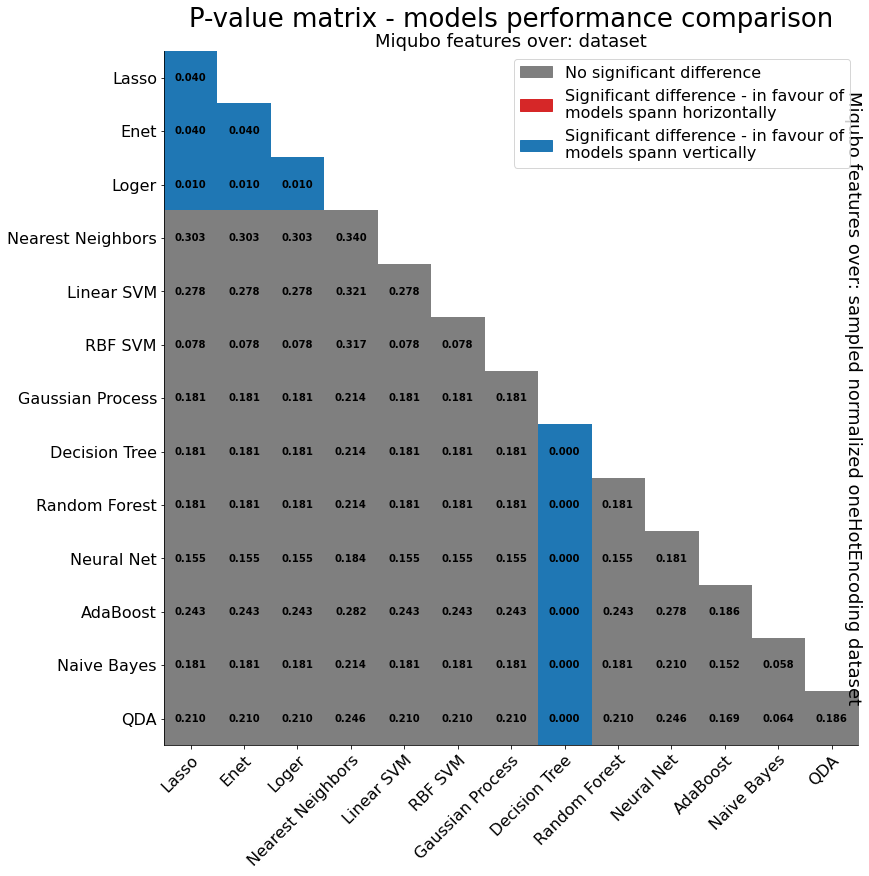 P-value matrix - models performance comparison
Miqubo features over: dataset
No significant difference
Significant difference - in favour of
models spann horizontally
Significant difference - in favour of
models spann vertically
Miqubo features over: sampled normalized oneHotEncoding dataset
Lasso 0.040
Enet 0.040 0.040
Loger 0.010 0.010 0.010
Nearest Neighbors 0.303 0.303 0.303 0.340
Linear SVM 0.278 0.278 0.278 0.321 0.278
RBF SVM 0.078 0.078 0.078 0.317 0.078 0.078
Gaussian Process 0.181 0.181 0.181 0.214 0.181 0.181 0.181
Decision Tree 0.181 0.181 0.181 0.214 0.181 0.181 0.181 0.000
Random Forest 0.181 0.181 0.181 0.214 0.181 0.181 0.181 0.000 0.181
Neural Net 0.155 0.155 0.155 0.184 0.155 0.155 0.155 0.000 0.155 0.181
AdaBoost 0.243 0.243 0.243 0.282 0.243 0.243 0.243 0.000 0.243 0.278 0.186
Naive Bayes 0.181 0.181 0.181 0.214 0.181 0.181 0.181 0.000 0.181 0.210 0.152 0.058
QDA 0.210 0.210 0.210 0.246 0.210 0.210 0.210 0.000 0.210 0.246 0.169 0.064 0.186
Lasso
Enet
Loger
Nearest Neighbors
Linear SVM
RBF SVM
Gaussian Process
Decision Tree
Random Forest
Neural Net
AdaBoost
Naive Bayes
QDA